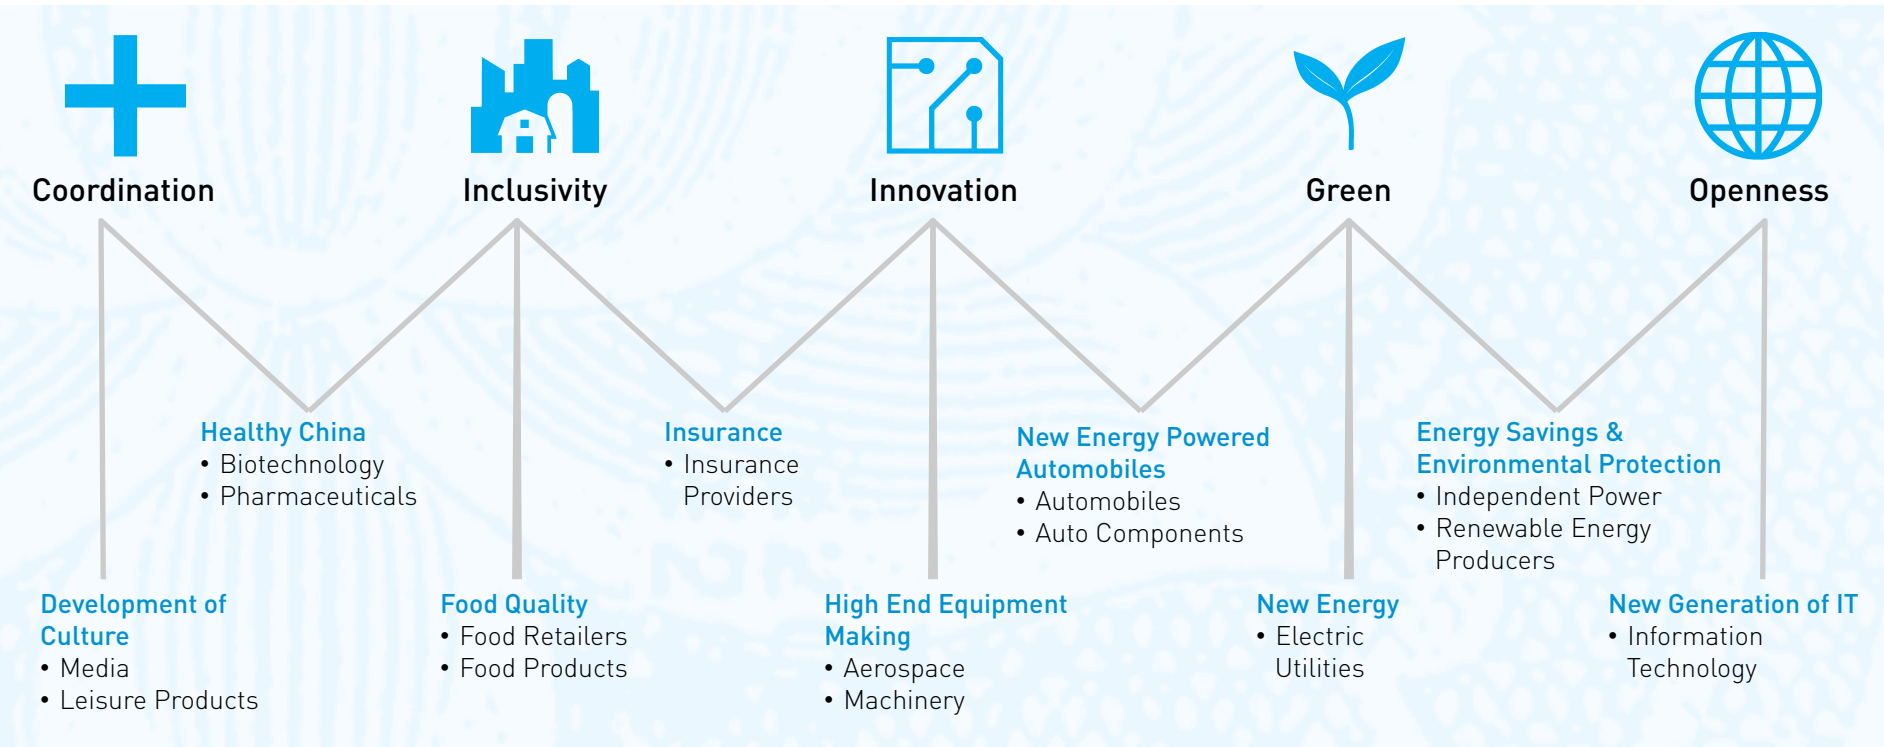 Coordination
Inclusivity
Innovation
Green
Openness
Healthy China
• Biotechnology
• Pharmaceuticals
Insurance
• Insurance
Providers
New Energy Powered
Automobiles
• Automobiles
• Auto Components
Energy Savings &
Environmental Protection
• Independent Power
• Renewable Energy
Producers
Development of
Culture
• Media
• Leisure Products
Food Quality
• Food Retailers
• Food Products
High End Equipment
Making
• Aerospace
• Machinery
New Energy
• Electric
Utilities
New Generation of IT
• Information
Technology